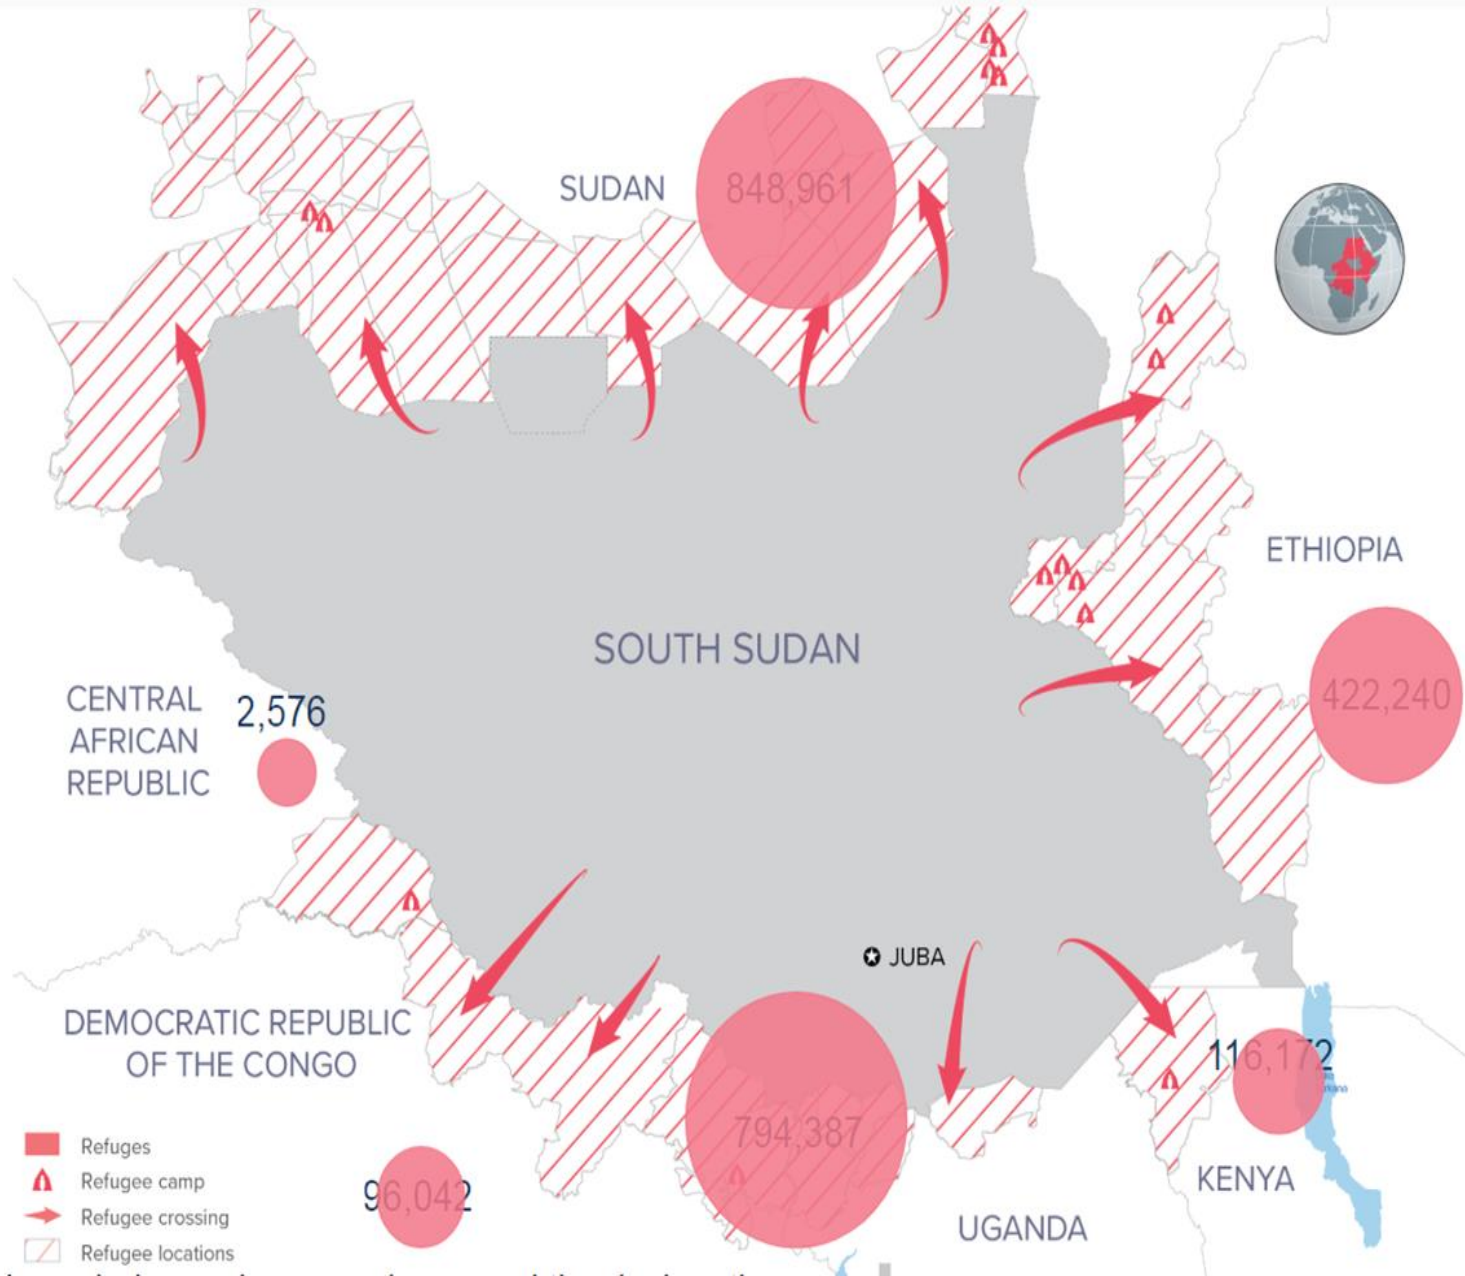 SUDAN
848,961
ETHIOPIA
SOUTH SUDAN
422,240
CENTRAL
AFRICAN
REPUBLIC
2,576
JUBA
DEMOCRATIC REPUBLIC
OF THE CONGO
116,172
794,387
96,042
KENYA
UGANDA
Refuges
Refugee camp
Refugee crossing
Refugee locations